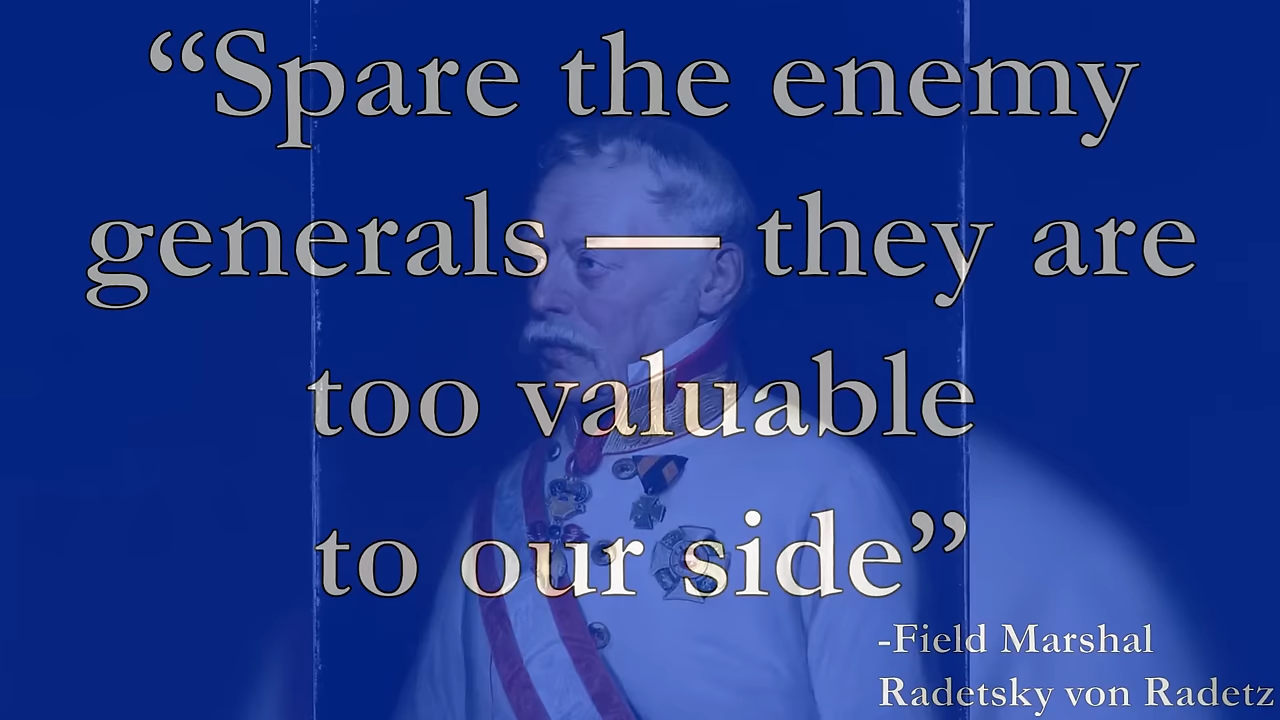 “Spare the enemy
generals — they are
too valuable
to our side”
-Field Marshal
Radetsky von Radetz